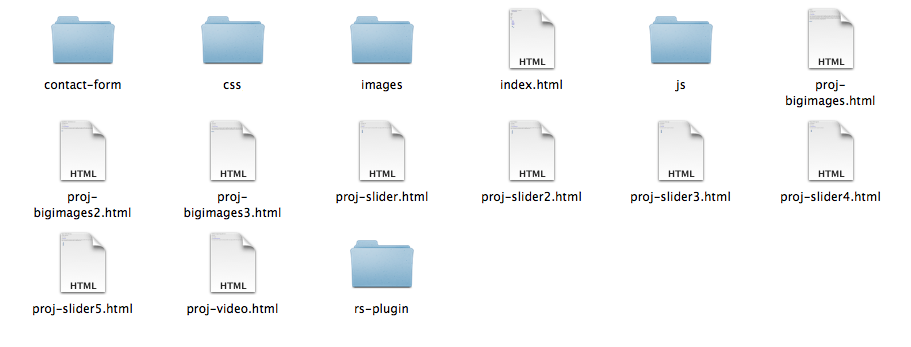 HTML
HTML
contact-form
css
images
index.html
js
proj-
bigimages.html
HTML
HTML
HTML
HTML
HTML
HTML
proj-
bigimages2.html
proj-
bigimages3.html
proj-slider.html
proj-slider2.html
proj-slider3.html
proj-slider4.html
HTML
HTML
proj-slider5.html
proj-video.html
rs-plugin